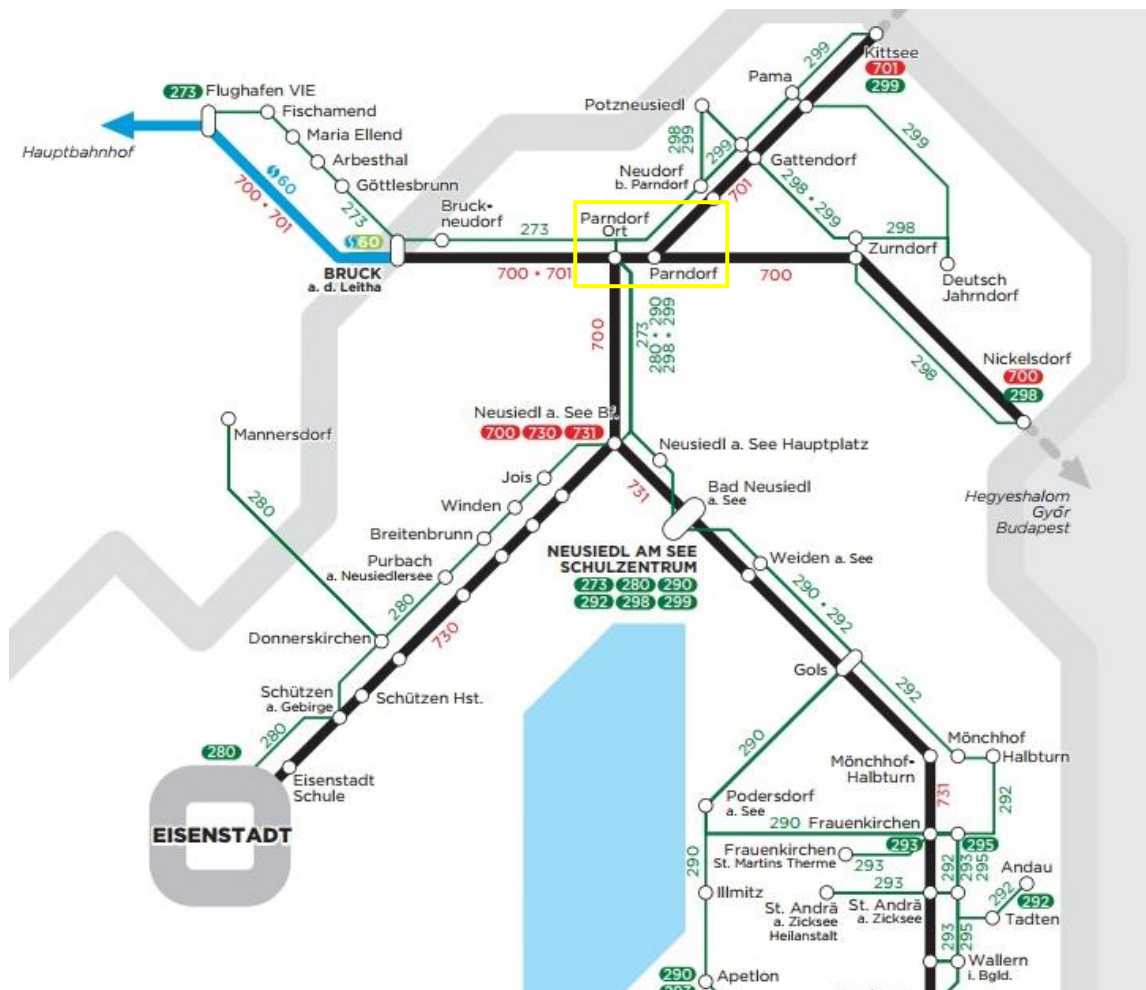 273 Flughafen VIE
Fischamend
Maria Ellend
Arbesthal
Göttlesbrunn
Hauptbahnhof
S60
700 • 701
273
S60
BRUCK
a. d. Leitha
Bruck-
neudorf
273
700 • 701
Parndorf
Ort
Parndorf
700
Kittsee
701
299
299
Pama
Potzneusiedl
298
299
299
Neudorf
b. Parndorf
701
Gattendorf
299
298 • 299
298
Zurndorf
Deutsch
Jahrndorf
298
Nickelsdorf
700
298
Hegyeshalom
Győr
Budapest
700
273
280 • 290
298 • 299
Neusiedl a. See Bf.
700 730 731
Neusiedl a. See Hauptplatz
731
Bad Neusiedl
a. See
NEUSIEDL AM SEE
SCHULZENTRUM
273 280 290
292 298 299
Mannersdorf
280
Jois
Winden
Breitenbrunn
Purbach
a. Neusiedlersee
280
730
Donnerskirchen
Schützen
a. Gebirge
Schützen Hst.
280
280
Eisenstadt
Schule
EISENSTADT
Weiden a. See
290 • 292
Gols
292
290
Mönchhof
Halbturn
Mönchhof-
Halbturn
731
292
Podersdorf
a. See
290
Frauenkirchen
293
295
Frauenkirchen
St. Martins Therme
293
292
293
295
290
Illmitz
293
St. Andrä
a. Zicksee
Heilanstalt
St. Andrä
a. Zicksee
Andau
292
292
Tadten
293
295
Wallern
i. Bgld.
290
Apetlon